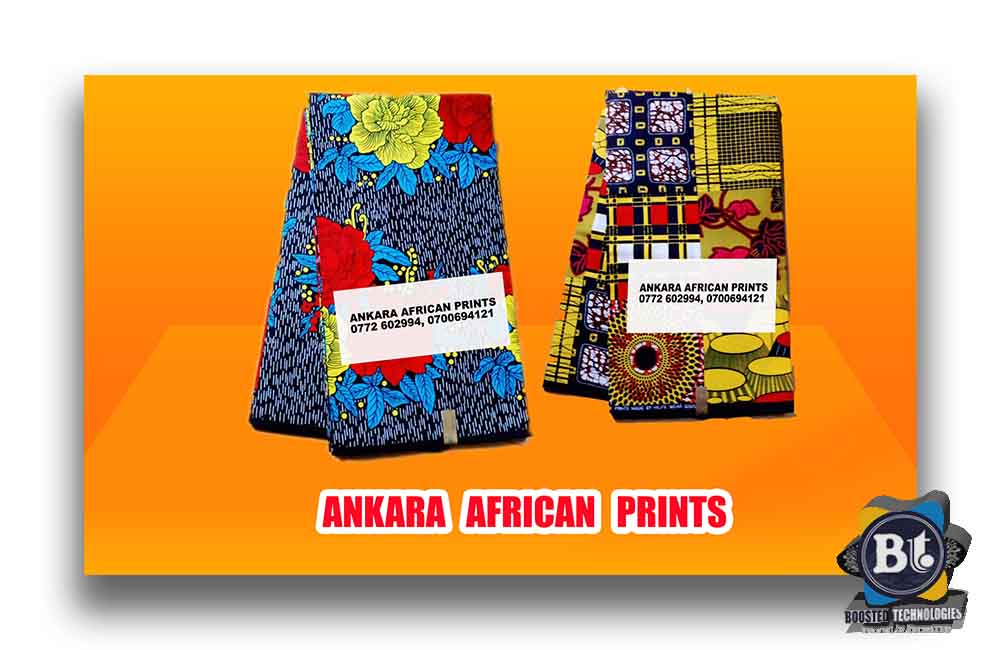 ANKARA AFRICAN PRINTS
0772 602994, 0700694121
ANKARA AFRICAN PRINTS
0772 602994, 0700694121
ANKARA AFRICAN PRINTS
Bt.
BOOSTED TECHNOLOGIES